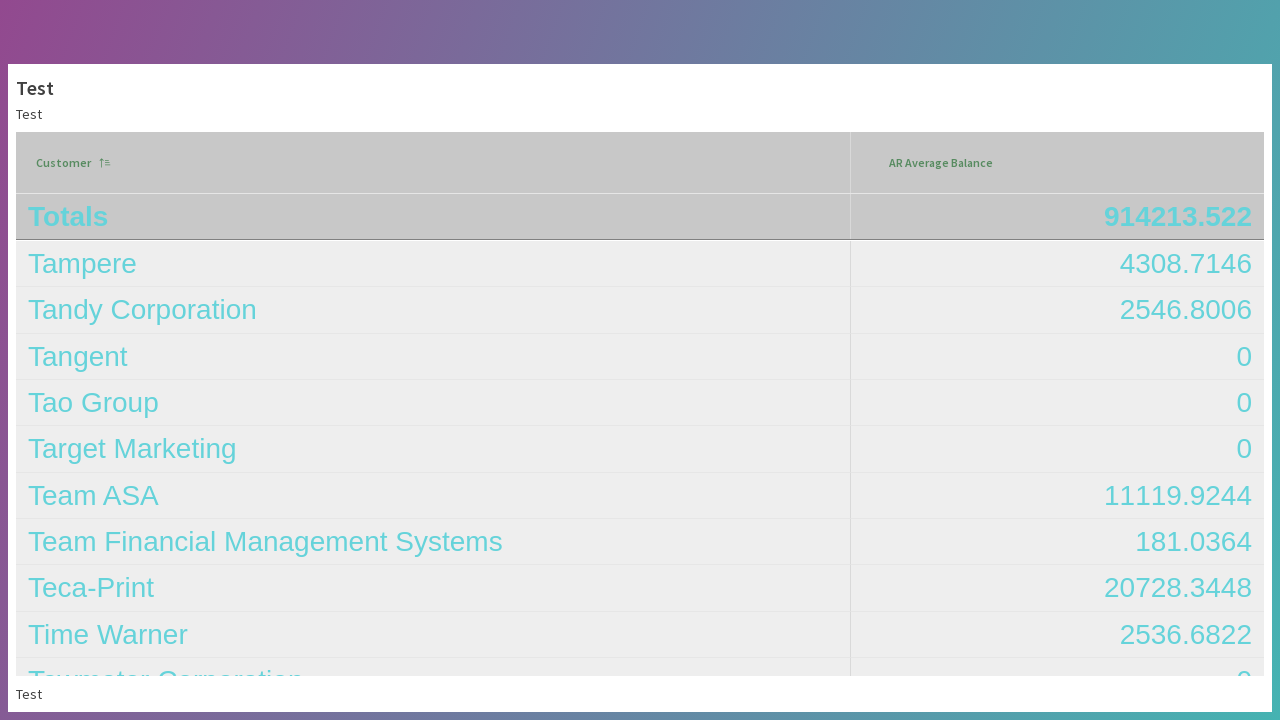 Test
Test
Customer
AR Average Balance
Totals 914213.522
Tampere 4308.7146
Tandy Corporation 2546.8006
Tangent 0
Tao Group 0
Target Marketing 0
Team ASA 11119.9244
Team Financial Management Systems 181.0364
Teca-Print 20728.3448
Time Warner 2536.6822
Test